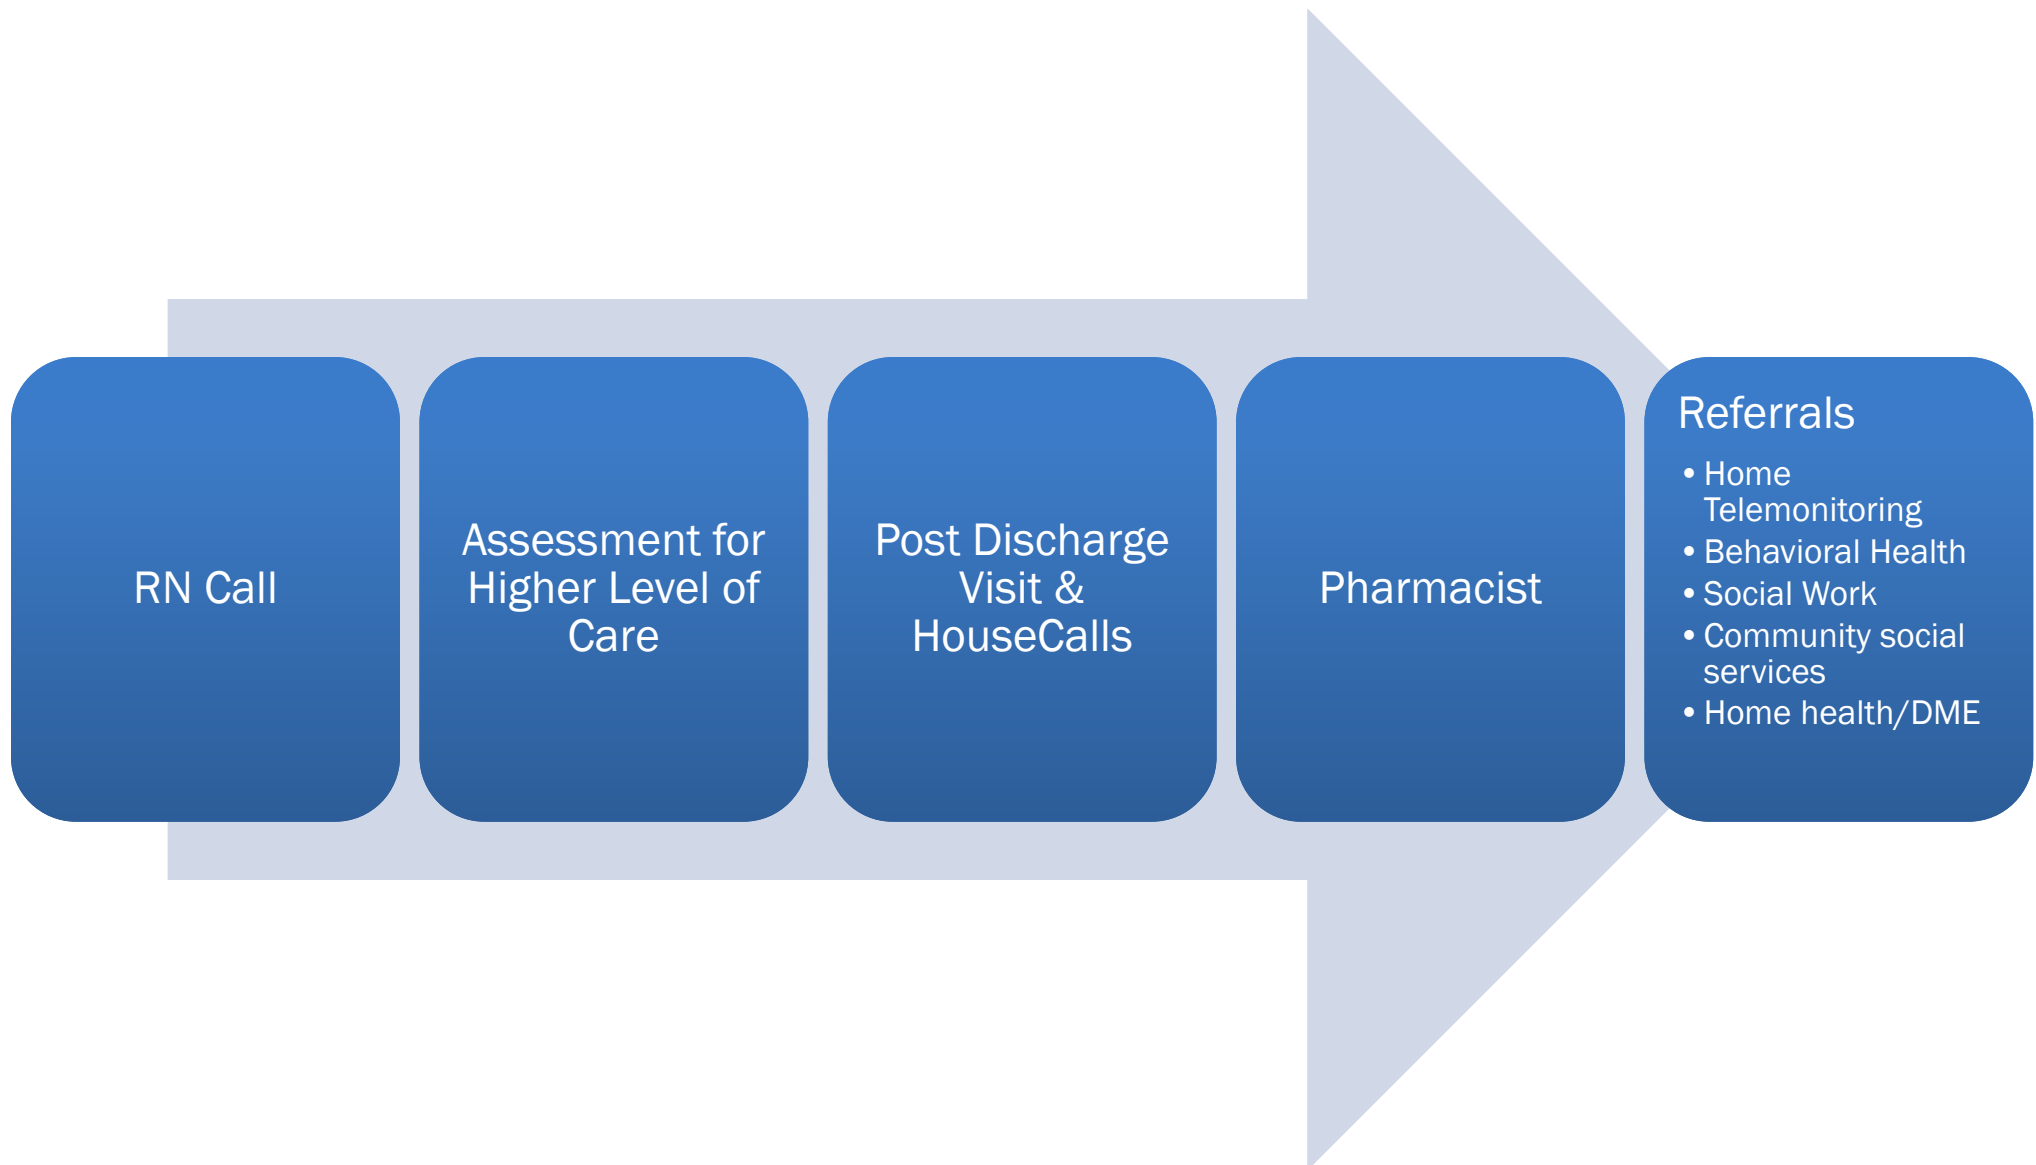 RN Call
Assessment for
Higher Level of
Care
Post Discharge
Visit &
HouseCalls
Pharmacist
Referrals
• Home
Telemonitoring
• Behavioral Health
• Social Work
• Community social
services
• Home health/DME